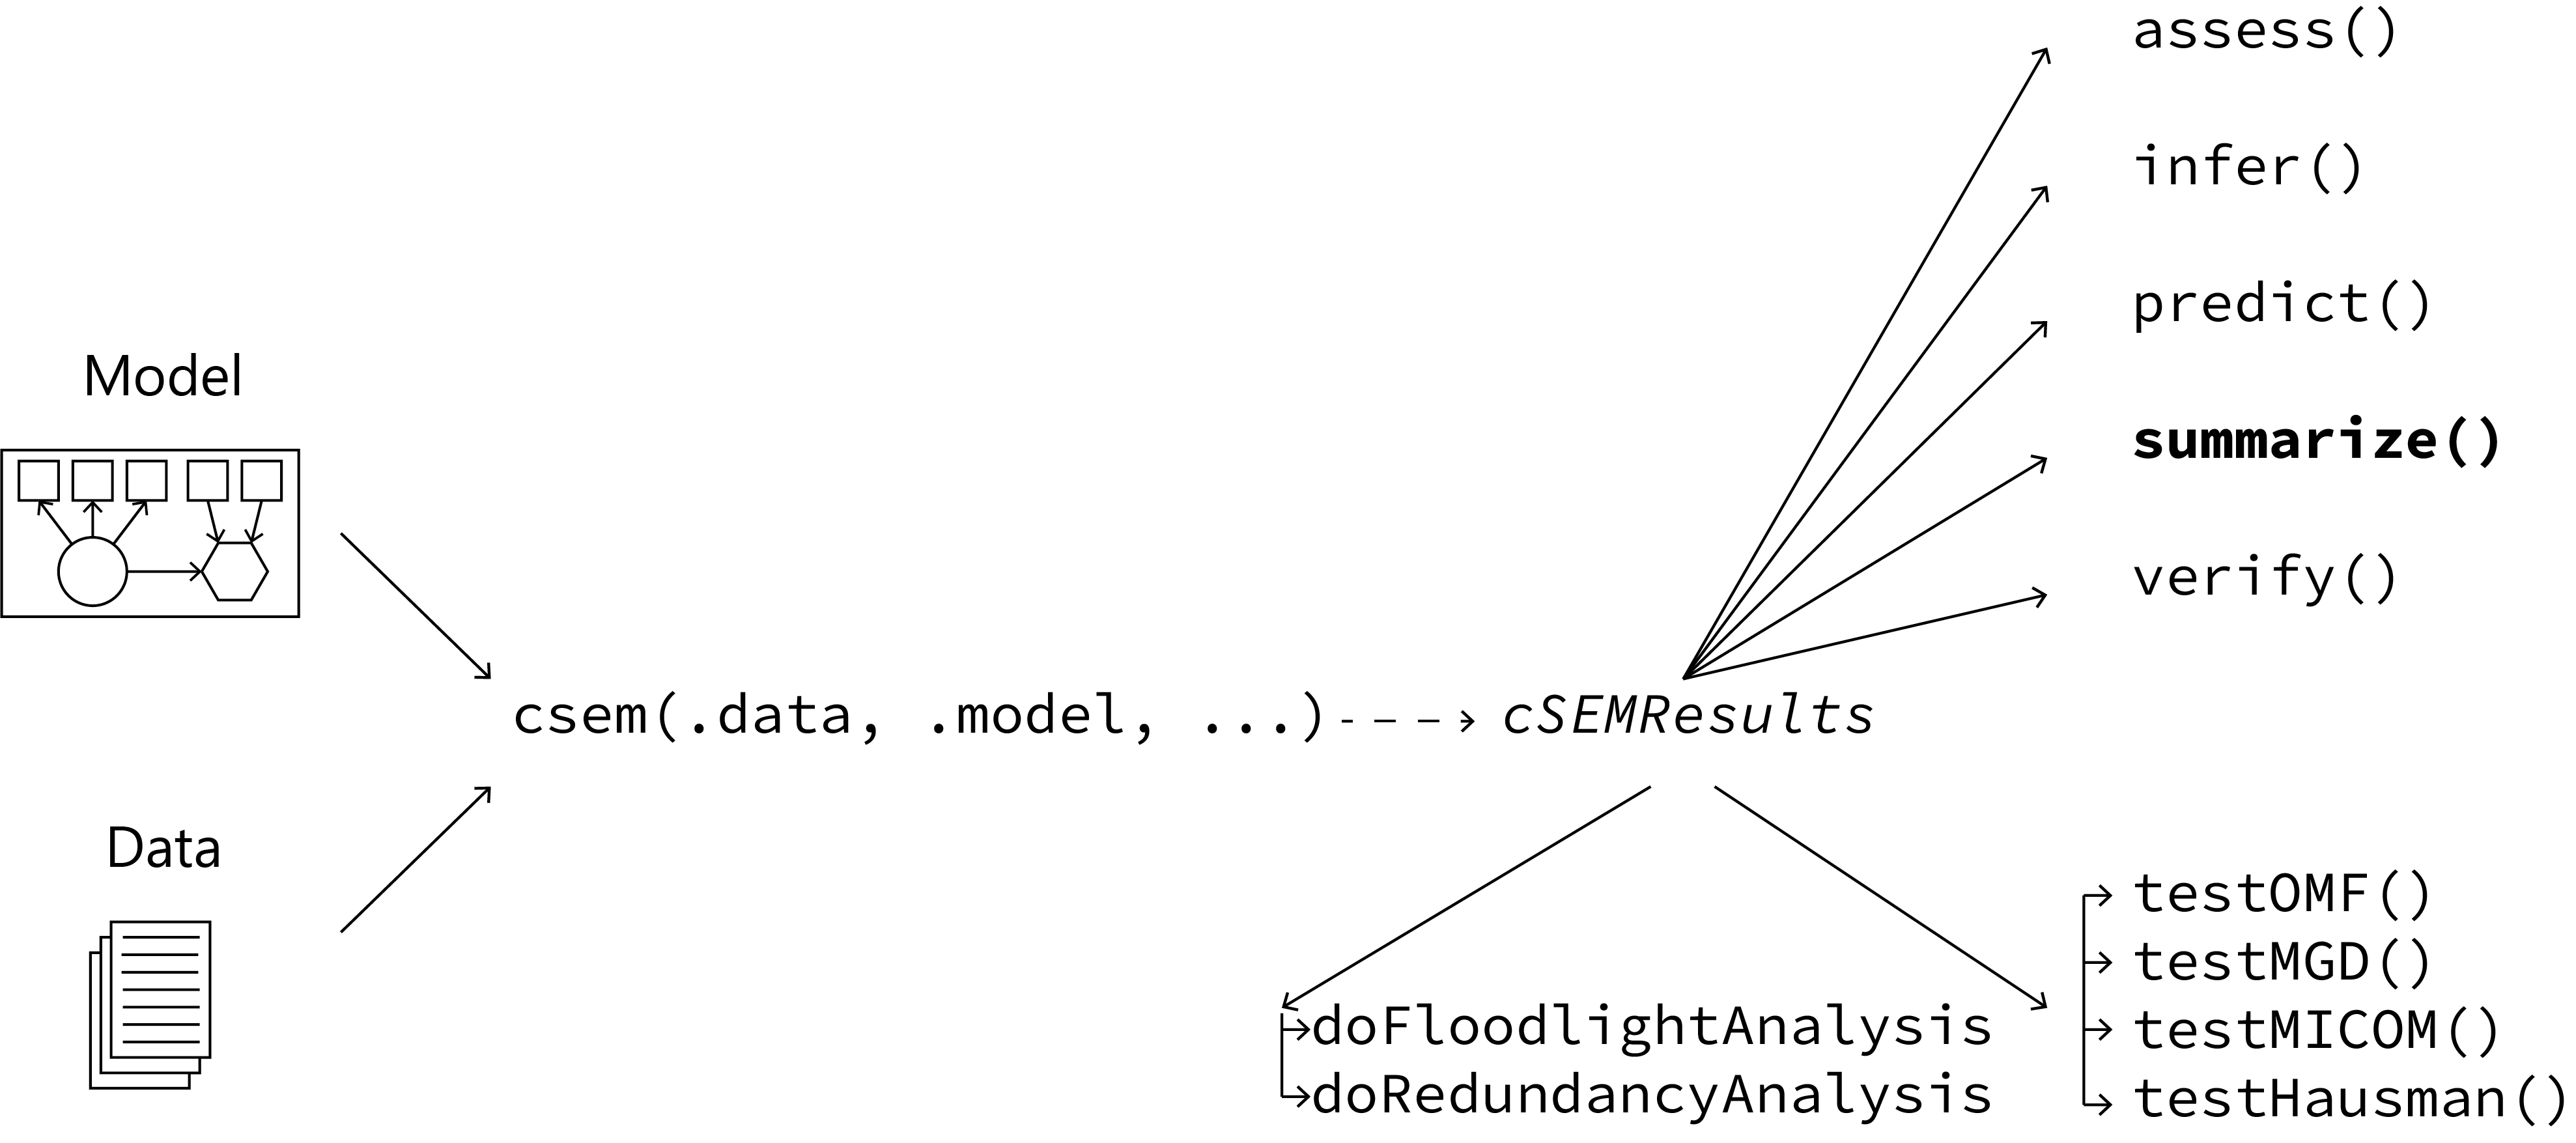 assess()
infer()
predict()
summarize()
verify()
Model
csem(.data, .model, ...)
cSEMResults
Data
testOMF()
testMGD()
testMICOM()
testHausman()
doFloodlightAnalysis
doRedundancyAnalysis